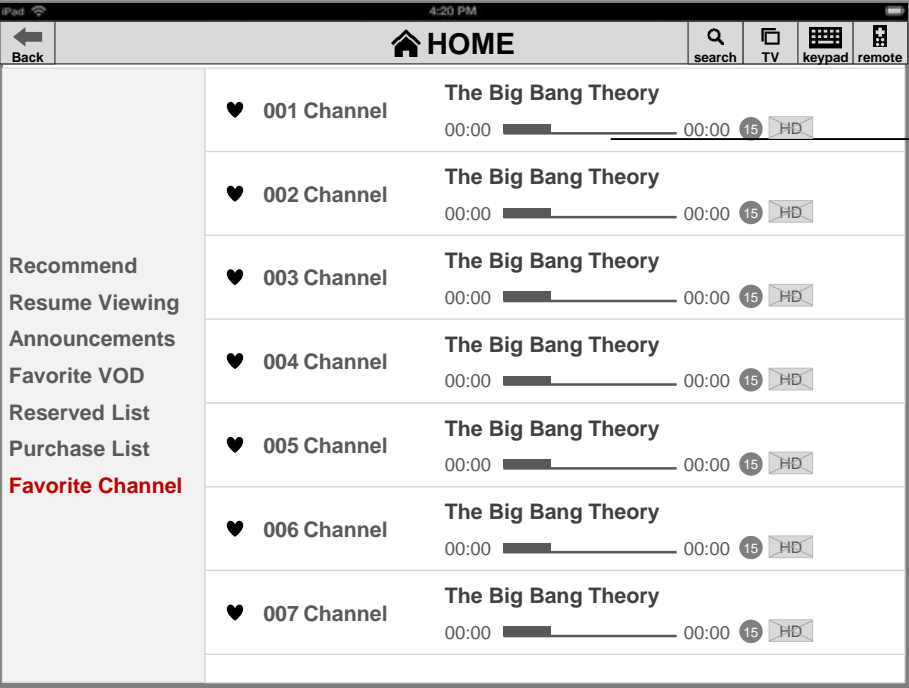 iPad 4:20 PM
Back HOME search TV keypad remote
Recommend
Resume Viewing
Announcements
Favorite VOD
Reserved List
Purchase List
Favorite Channel
001 Channel
The Big Bang Theory
00:00 00:00 15 HD
002 Channel
The Big Bang Theory
00:00 00:00 15 HD
003 Channel
The Big Bang Theory
00:00 00:00 15 HD
004 Channel
The Big Bang Theory
00:00 00:00 15 HD
005 Channel
The Big Bang Theory
00:00 00:00 15 HD
006 Channel
The Big Bang Theory
00:00 00:00 15 HD
007 Channel
The Big Bang Theory
00:00 00:00 15 HD